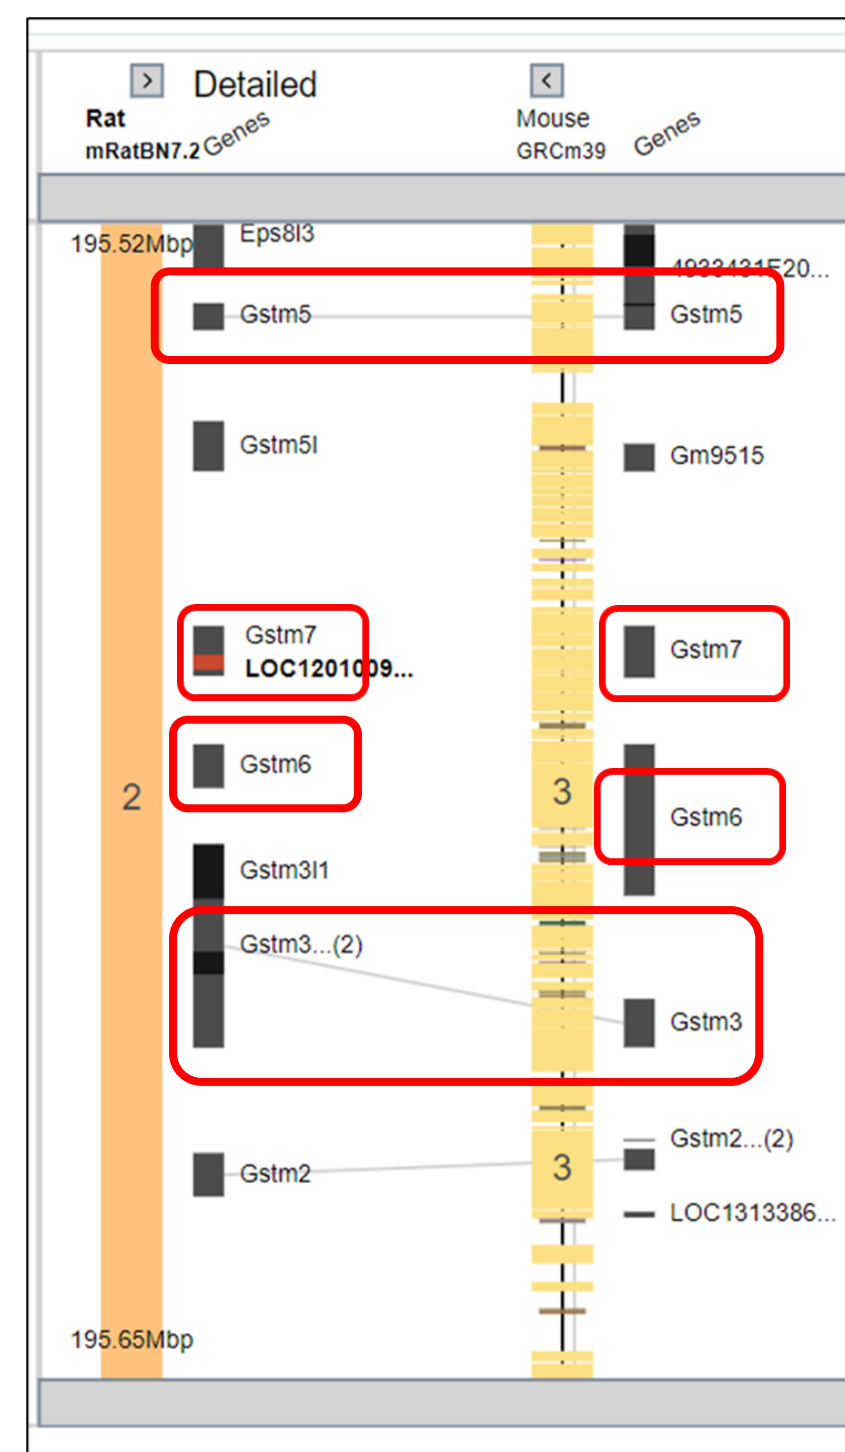 > Detailed <
Rat Genes Mouse Genes
mRatBN7.2 GRCm39
195.52Mbp Eps8l3
4933431E20...
Gstm5 Gstm5
Gstm5l Gm9515
Gstm7 Gstm7
LOC1201009...
Gstm6
2 3 Gstm6
Gstm3l1
Gstm3...(2)
Gstm3
Gstm2...(2)
Gstm2 3
LOC1313386...
195.65Mbp